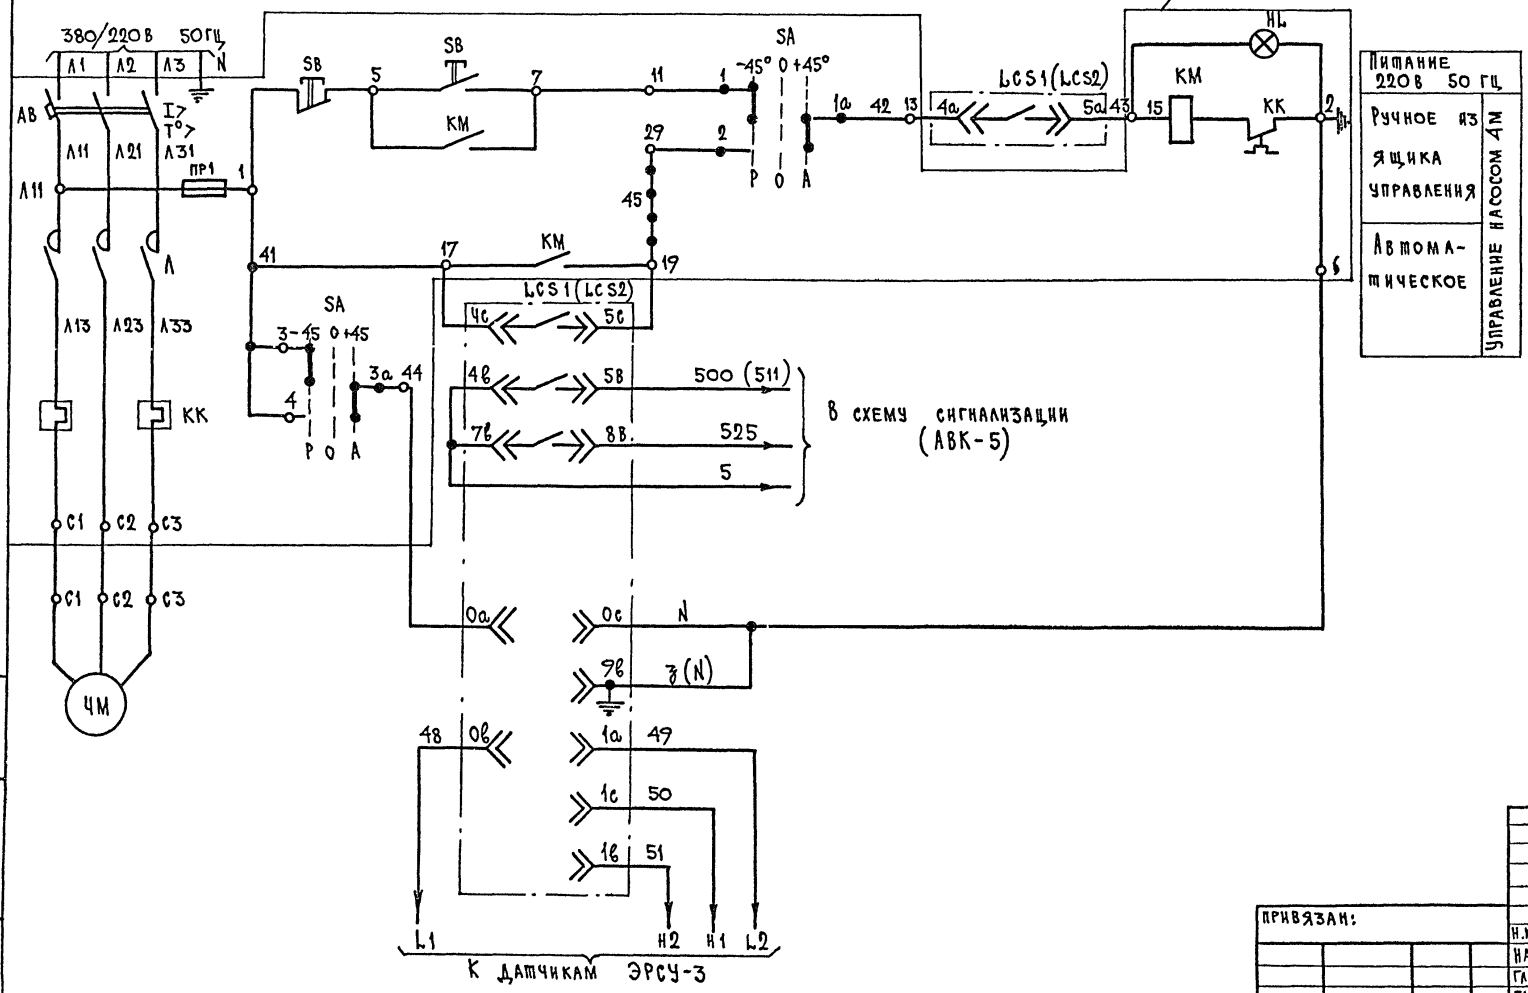 380/220В 50ГЦ
Л1 Л2 Л3 N
АВ
I>
T°>
Л11 Л21 Л31
Л11
ПР1
1
SB
5
SB
7
КМ
11
1
SA
-45° 0 +45°
29
2
Р 0 А
1а
42
13
LCS1(LCS2)
4а
5а
43
15
КМ
HL
КК
2
45
41
17
КМ
19
6
Л
Л13 Л23 Л33
КК
SA
3
-45 0 +45
4
3а
44
Р 0 А
LCS1(LCS2)
4с 5с
4в 5в 500 (511)
7в 8в 525
5
В СХЕМУ СИГНАЛИЗАЦИИ
(АВК-5)
С1 С2 С3
С1 С2 С3
0а 0с N
9в З(N)
4М
48 0в 1а 49
1с 50
1в 51
L1 Н2 Н1 L2
К ДАТЧИКАМ ЭРСУ-3
ПИТАНИЕ
220В 50 ГЦ
РУЧНОЕ ИЗ
ЯЩИКА
УПРАВЛЕНИЯ
АВТОМА-
ТИЧЕСКОЕ
УПРАВЛЕНИЕ НАСОСОМ 4М
ПРИВЯЗАН:
Н.К
НА
ГЛ